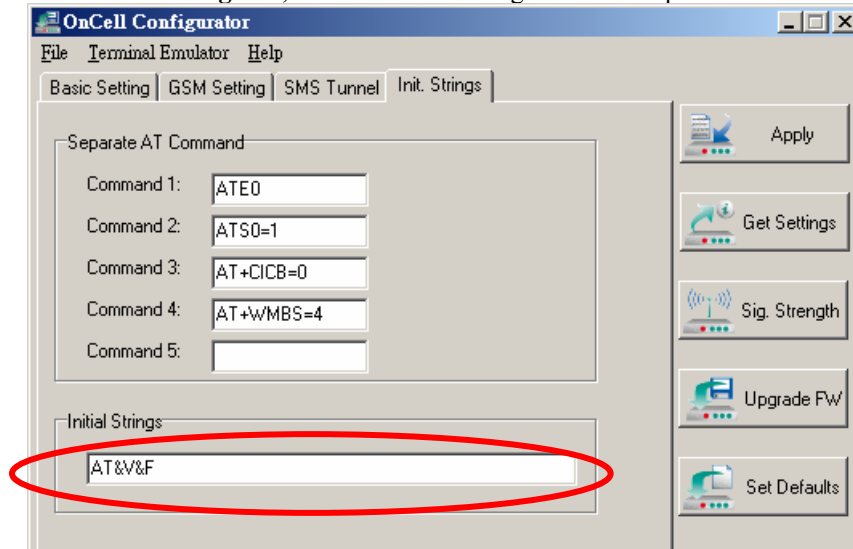 OnCell Configurator
File Terminal Emulator Help
Basic Setting GSM Setting SMS Tunnel Init. Strings
Separate AT Command
Command 1: ATE0
Command 2: ATS0=1
Command 3: AT+CICB=0
Command 4: AT+WMBS=4
Command 5:
Initial Strings
AT&V&F
Apply
Get Settings
Sig. Strength
Upgrade FW
Set Defaults